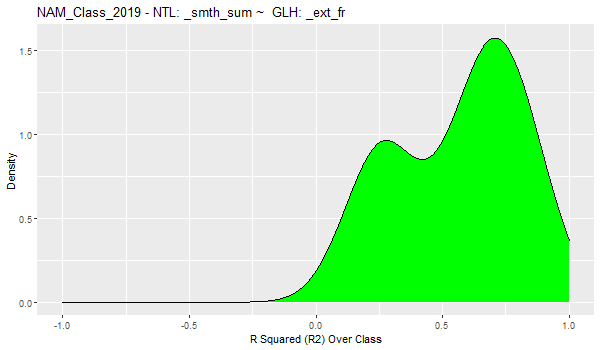 NAM_Class_2019 - NTL: _smth_sum ~  GLH: _ext_fr
1.5
1.0
0.5
0.0
Density
-1.0 -0.5 0.0 0.5 1.0
R Squared (R2) Over Class